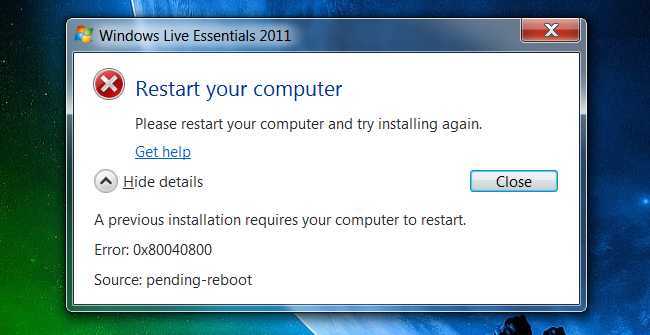 Windows Live Essentials 2011
Restart your computer
Please restart your computer and try installing again.
Get help
Hide details
Close
A previous installation requires your computer to restart.
Error: 0x80040800
Source: pending-reboot